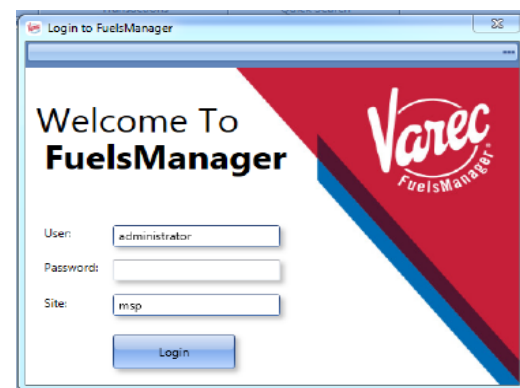 Login to FuelsManager
Welcome To
FuelsManager
Varec
FuelsManager
User:
administrator
Password:
Site:
msp
Login